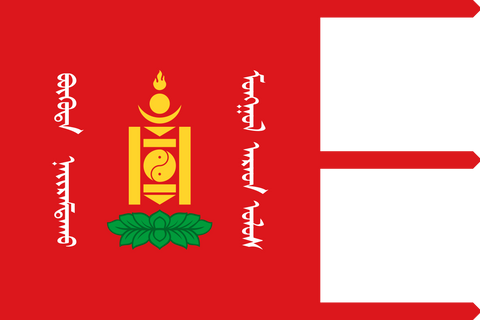 ᠪᠦᠭᠦᠳᠡ ᠨᠠᠶᠢᠷᠠᠮᠳᠠᠬᠤ
ᠮᠣᠩᠭᠣᠯ ᠠᠷᠠᠳ ᠤᠯᠤᠰ